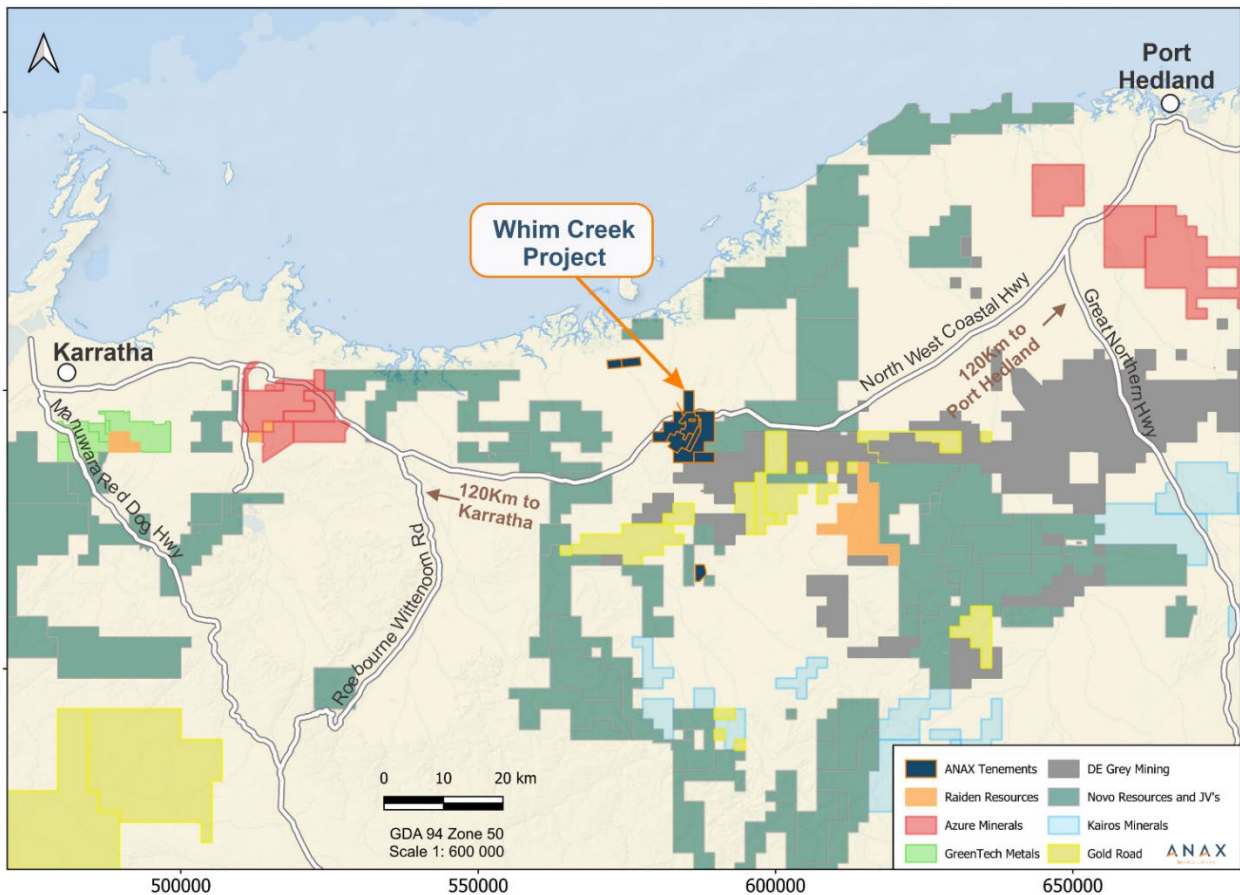 Port
Hedland
Whim Creek
Project
North West Coastal Hwy
120Km to
Port Hedland
Great Northern Hwy
Karratha
Manuwara Red Dog Hwy
120Km to
Karratha
Roebourne Wittenoom Rd
0 10 20 km
GDA 94 Zone 50
Scale 1: 600 000
ANAX Tenements
DE Grey Mining
Raiden Resources
Novo Resources and JV's
Azure Minerals
Kairos Minerals
GreenTech Metals
Gold Road
ANAX
500000 550000 600000 650000